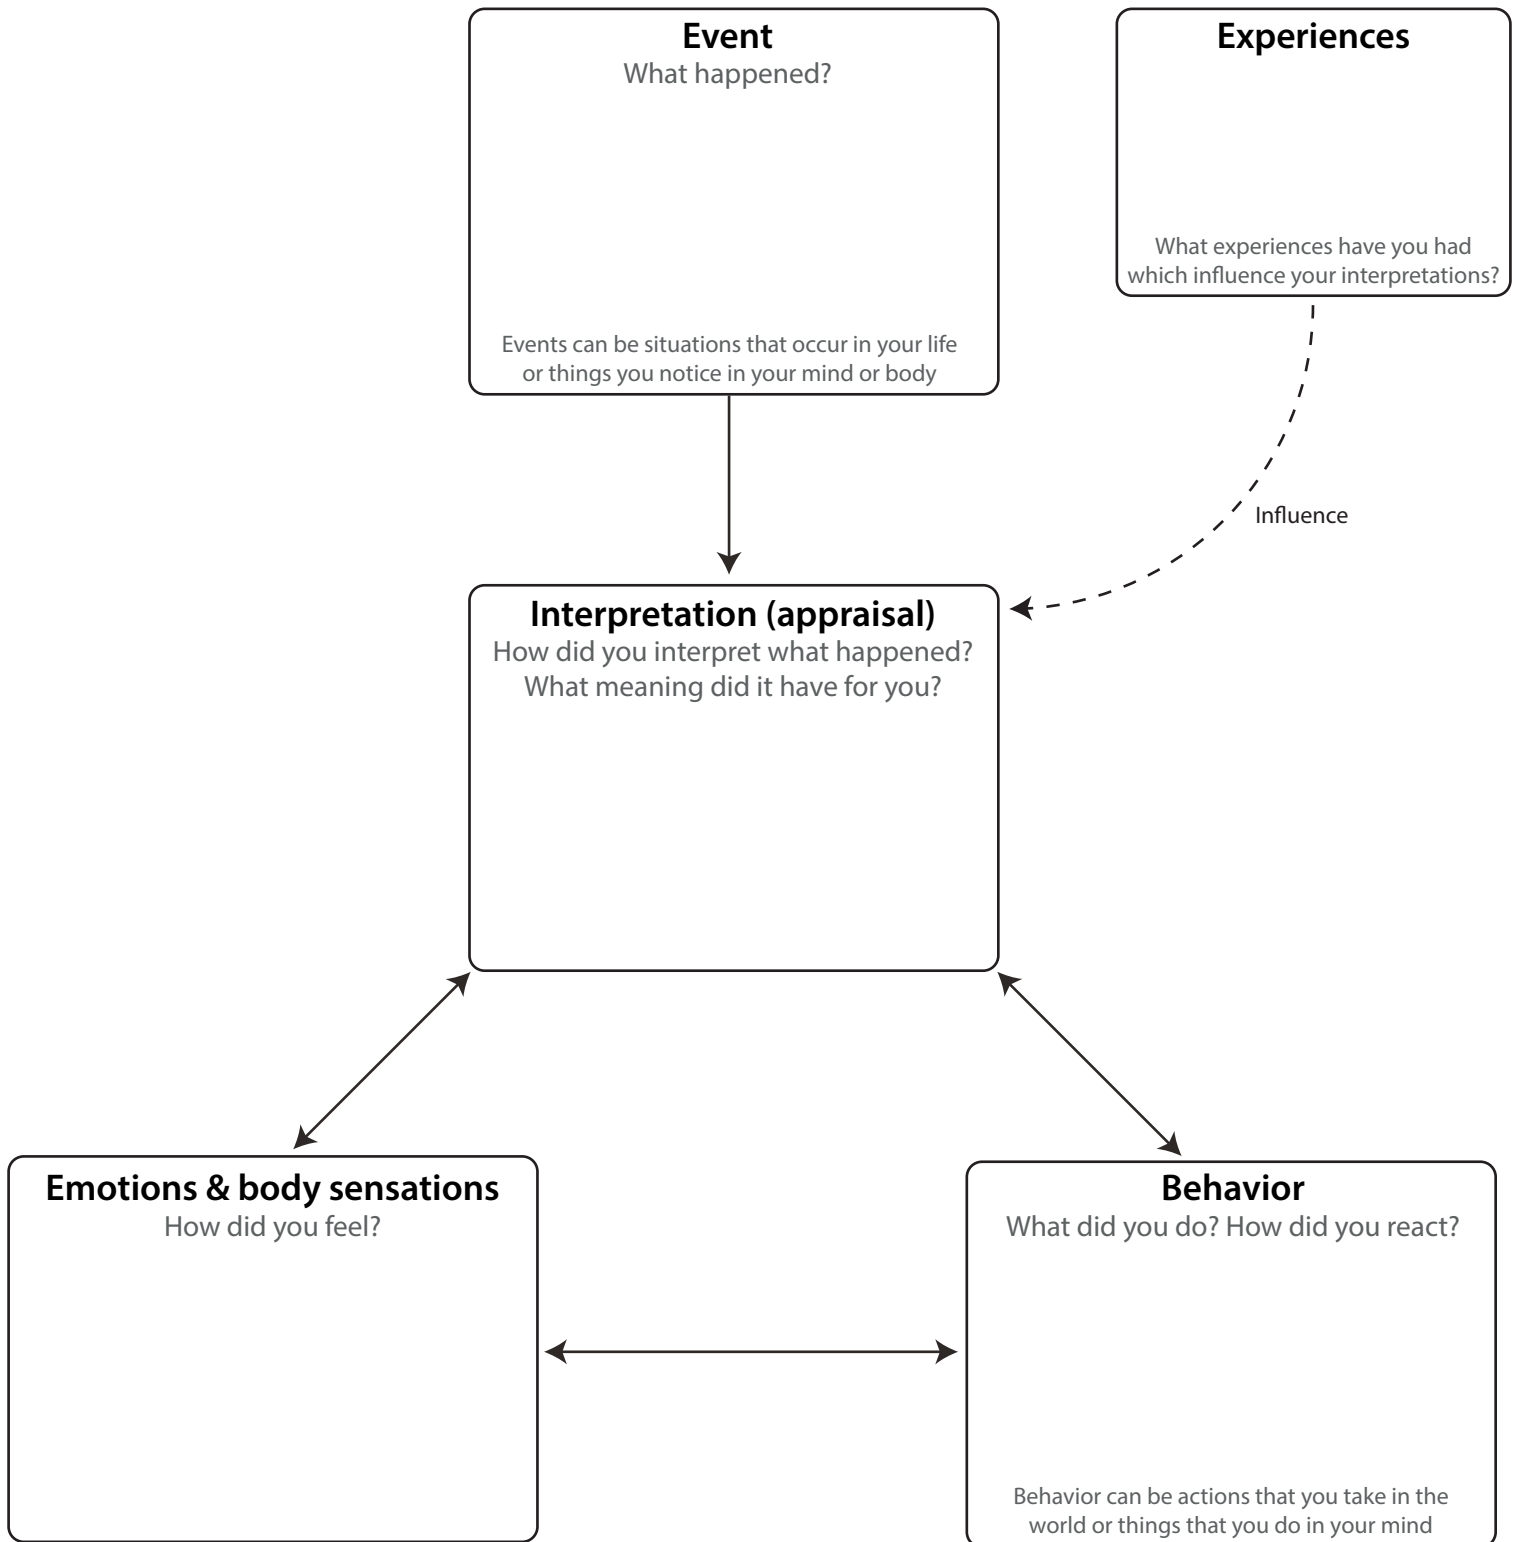 Event
What happened?
Events can be situations that occur in your life
or things you notice in your mind or body
Experiences
What experiences have you had
which influence your interpretations?
Influence
Interpretation (appraisal)
How did you interpret what happened?
What meaning did it have for you?
Emotions & body sensations
How did you feel?
Behavior
What did you do? How did you react?
Behavior can be actions that you take in the
world or things that you do in your mind